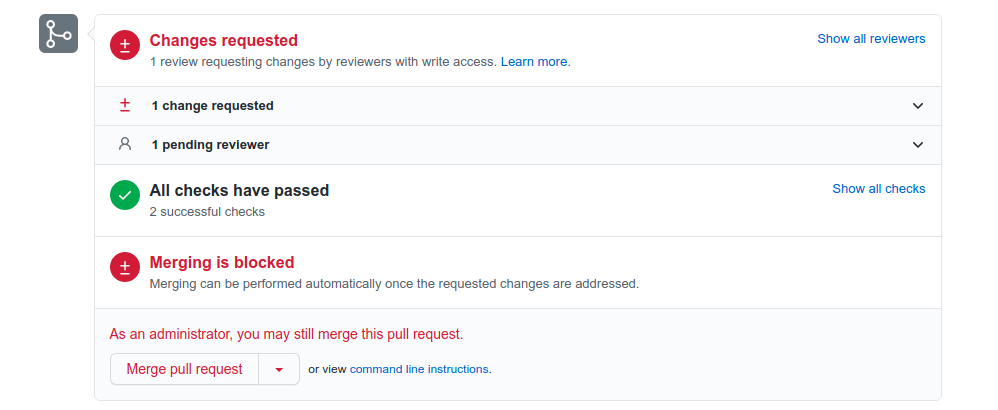 Changes requested
Show all reviewers
1 review requesting changes by reviewers with write access. Learn more.
1 change requested
1 pending reviewer
All checks have passed
Show all checks
2 successful checks
Merging is blocked
Merging can be performed automatically once the requested changes are addressed.
As an administrator, you may still merge this pull request.
Merge pull request or view command line instructions.